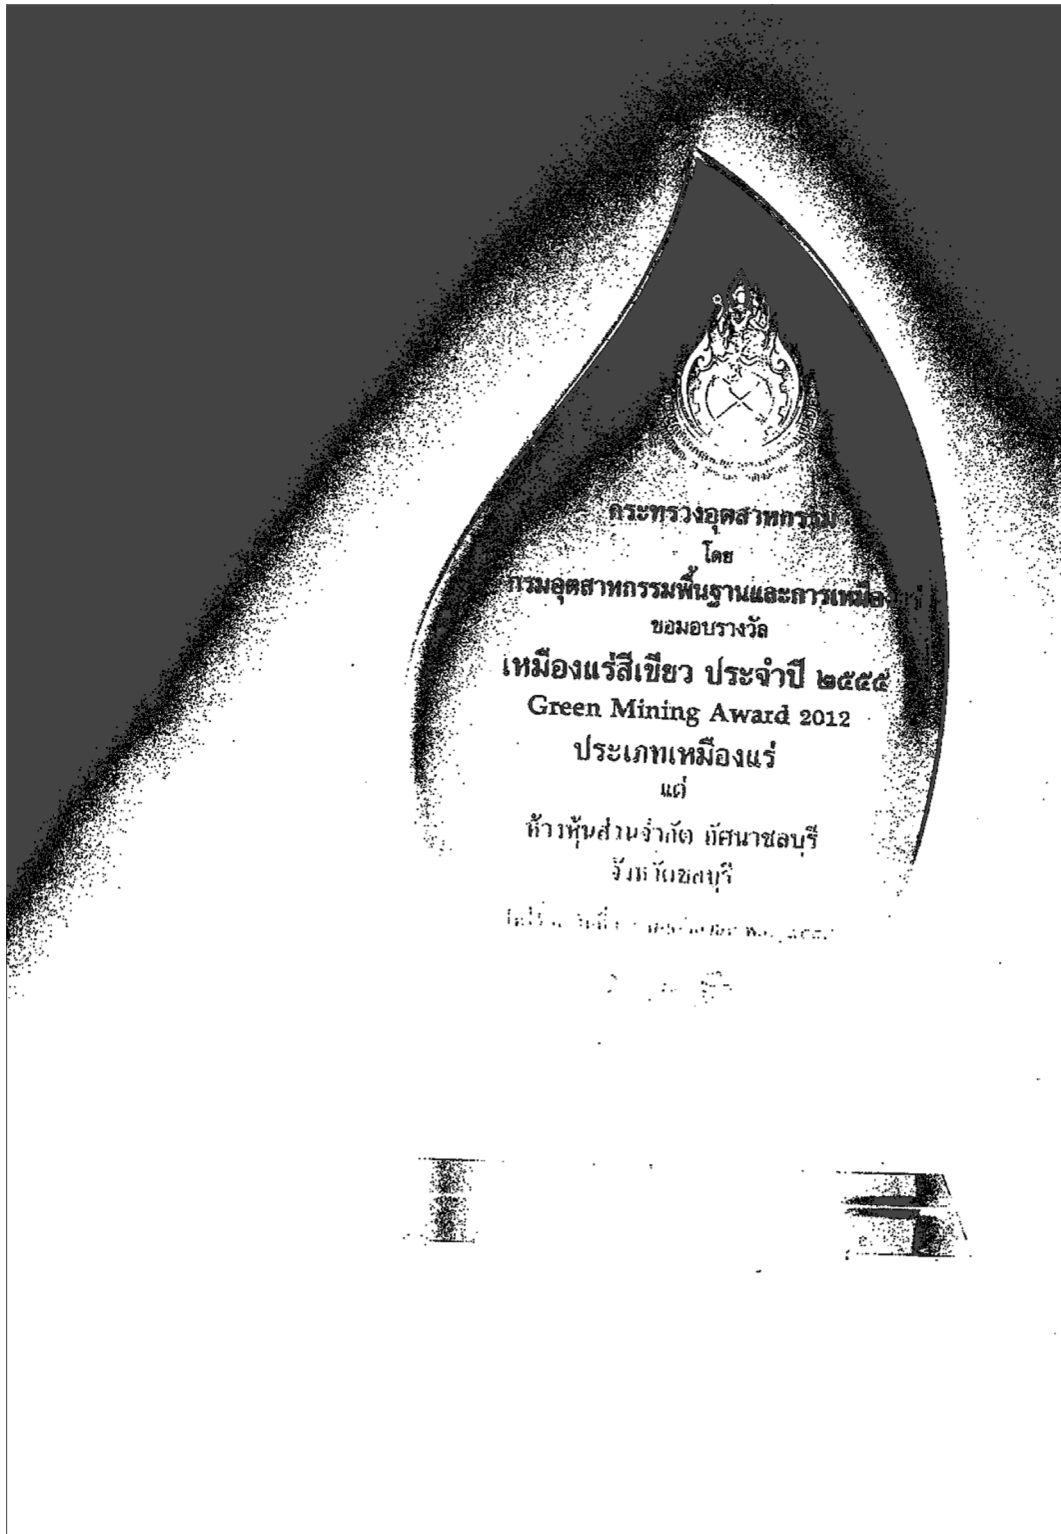 กระทรวงอุตสาหกรรม
โดย
กรมอุตสาหกรรมพื้นฐานและการเหมืองแร่
ขอมอบรางวัล
เหมืองแร่สีเขียว ประจำปี ๒๕๕๕
Green Mining Award 2012
ประเภทเหมืองแร่
แด่
ห้างหุ้นส่วนจำกัด ทัศนาชลบุรี
จังหวัดชลบุรี